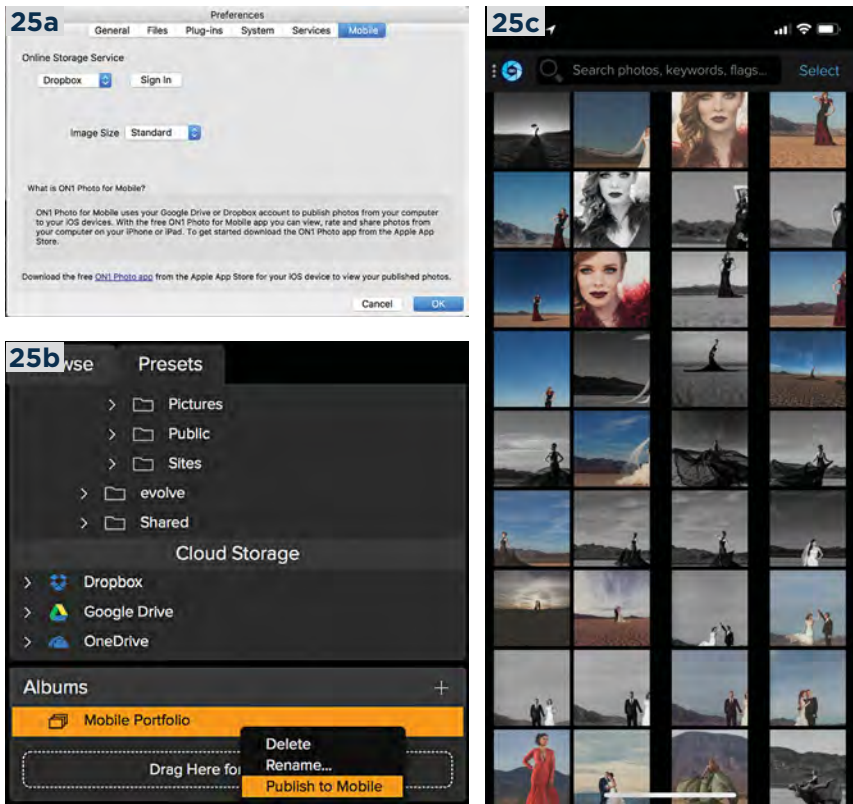 25a
Preferences
General Files Plug-ins System Services Mobile
Online Storage Service
Dropbox Sign In
Image Size Standard
What is ON1 Photo for Mobile?
ON1 Photo for Mobile uses your Google Drive or Dropbox account to publish photos from your computer
to your iOS devices. With the free ON1 Photo for Mobile app you can view, rate and share photos from
your computer on your iPhone or iPad. To get started download the ON1 Photo app from the Apple App
Store.
Download the free ON1 Photo app from the Apple App Store for your iOS device to view your published photos.
Cancel OK
25b
wse Presets
Pictures
Public
Sites
evolve
Shared
Cloud Storage
Dropbox
Google Drive
OneDrive
Albums +
Mobile Portfolio
Delete
Rename...
Drag Here for
Publish to Mobile
25c
Search photos, keywords, flags... Select